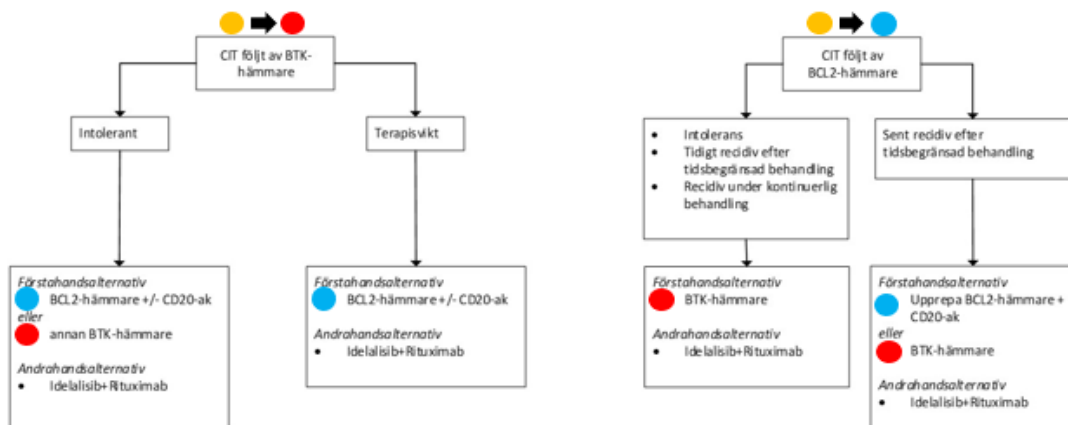 CIT följt av BTK-
hämmare
Intolerant
Terapisvikt
Förstahandsalternativ
BCL2-hämmare +/- CD20-ak
eller
annan BTK-hämmare
Andrahandsalternativ
• Idelalisib+Rituximab
Förstahandsalternativ
BCL2-hämmare +/- CD20-ak
Andrahandsalternativ
• Idelalisib+Rituximab
CIT följt av
BCL2-hämmare
• Intolerans
• Tidigt recidiv efter
tidsbegränsad behandling
• Recidiv under kontinuerlig
behandling
Sent recidiv efter
tidsbegränsad behandling
Förstahandsalternativ
BTK-hämmare
Andrahandsalternativ
• Idelalisib+Rituximab
Förstahandsalternativ
Upprepa BCL2-hämmare +
CD20-ak
eller
BTK-hämmare
Andrahandsalternativ
• Idelalisib+Rituximab